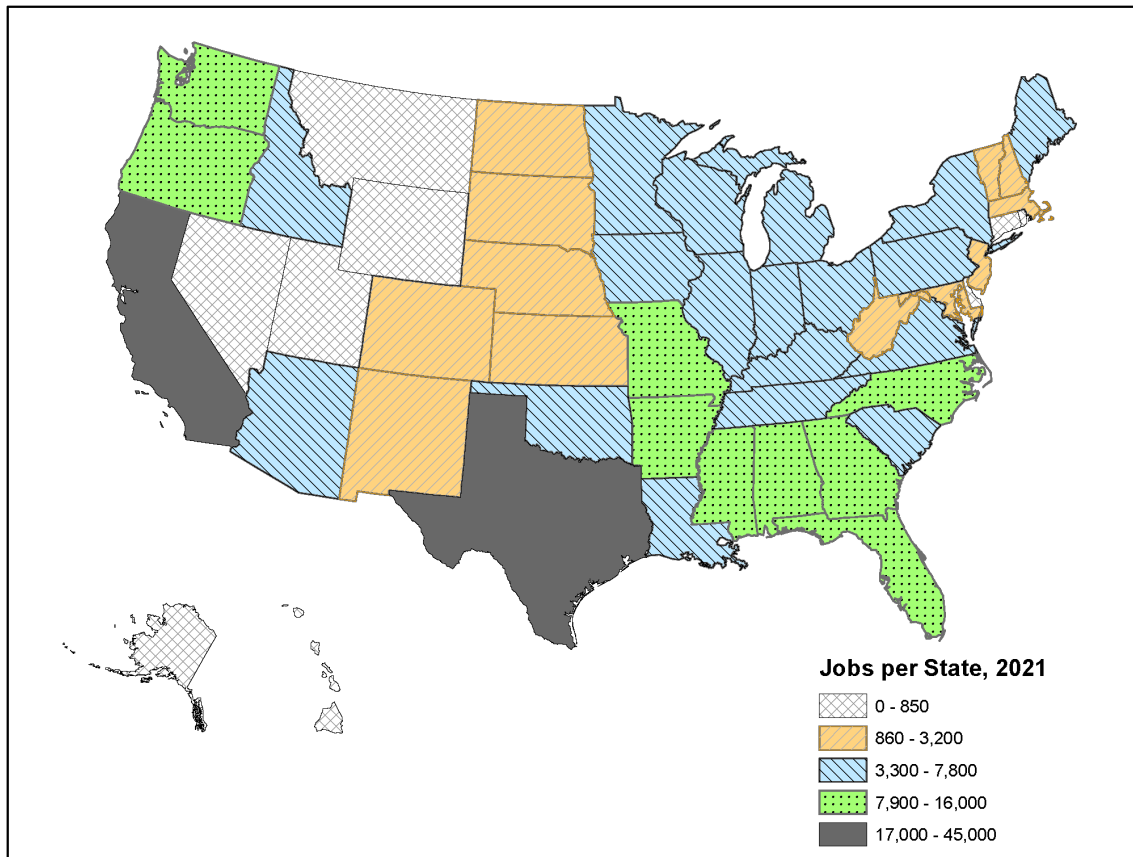 Jobs per State, 2021
0 - 850
860 - 3,200
3,300 - 7,800
7,900 - 16,000
17,000 - 45,000